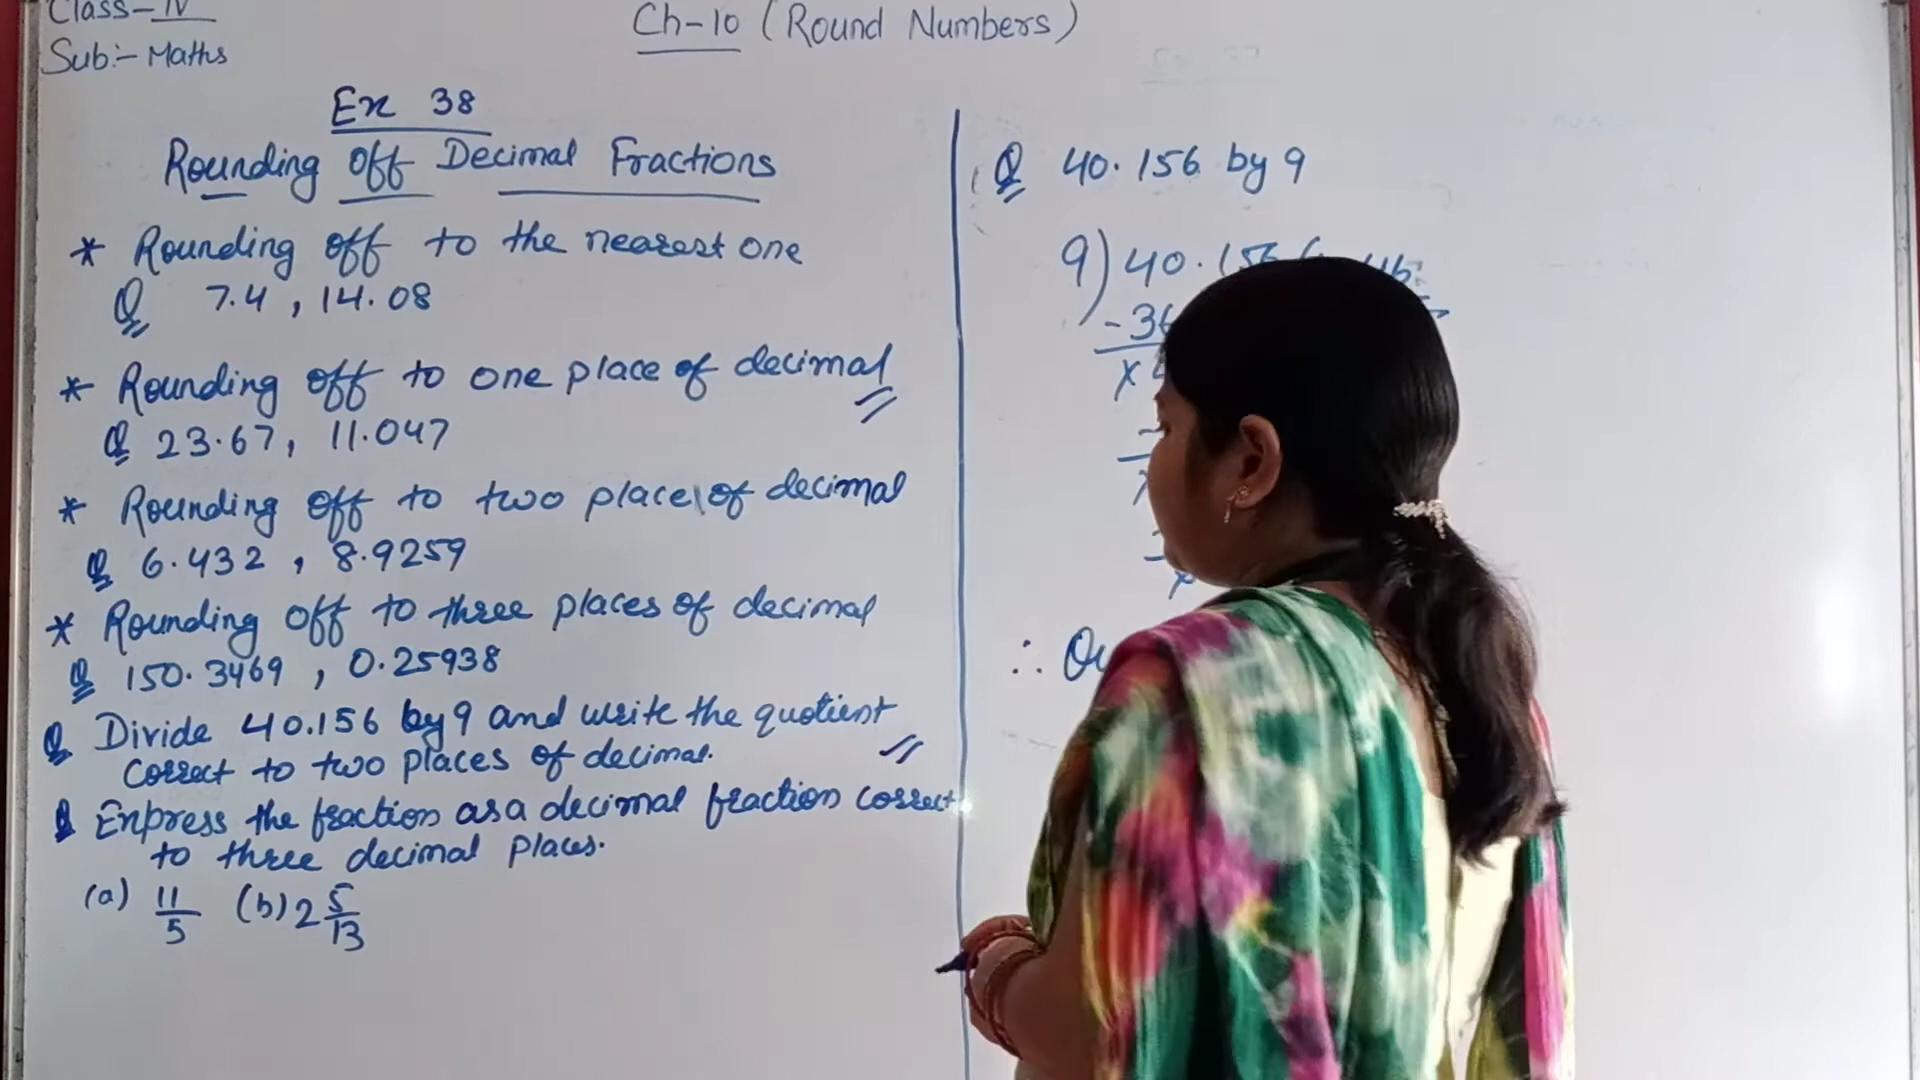 Class - IV
Sub:- Maths
Ch-10 (Round Numbers)
Ex 38
Rounding off Decimal Fractions
* Rounding off to the nearest one
Q 7.4, 14.08
* Rounding off to one place of decimal
Q 23.67, 11.047
* Rounding off to two place of decimal
Q 6.432, 8.9259
* Rounding off to three places of decimal
Q 150.3469, 0.25938
Q Divide 40.156 by 9 and write the quotient
correct to two places of decimal.
Q Express the fraction as a decimal fraction correct
to three decimal places.
(a) 11/5 (b) 2 5/13
Q 40.156 by 9
9)40.156(
-36
x
∴